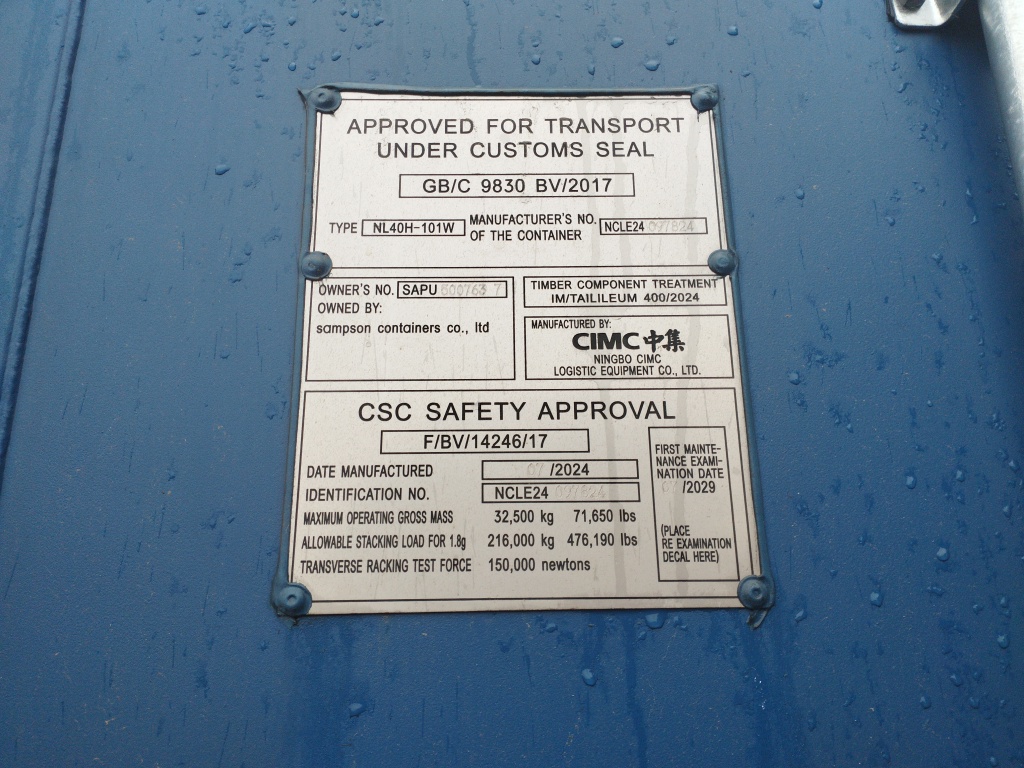 APPROVED FOR TRANSPORT
UNDER CUSTOMS SEAL
GB/C 9830 BV/2017
TYPE NL40H-101W MANUFACTURER'S NO. OF THE CONTAINER NCLE24 097824
OWNER'S NO. SAPU 500763 7
OWNED BY:
sampson containers co., ltd
TIMBER COMPONENT TREATMENT
IM/TAILILEUM 400/2024
MANUFACTURED BY:
CIMC 中集
NINGBO CIMC
LOGISTIC EQUIPMENT CO., LTD.
CSC SAFETY APPROVAL
F/BV/14246/17
DATE MANUFACTURED 07/2024
IDENTIFICATION NO. NCLE24 097824
MAXIMUM OPERATING GROSS MASS 32,500 kg 71,650 lbs
ALLOWABLE STACKING LOAD FOR 1.8g 216,000 kg 476,190 lbs
TRANSVERSE RACKING TEST FORCE 150,000 newtons
FIRST MAINTE-
NANCE EXAMI-
NATION DATE
/2029
(PLACE
RE EXAMINATION
DECAL HERE)